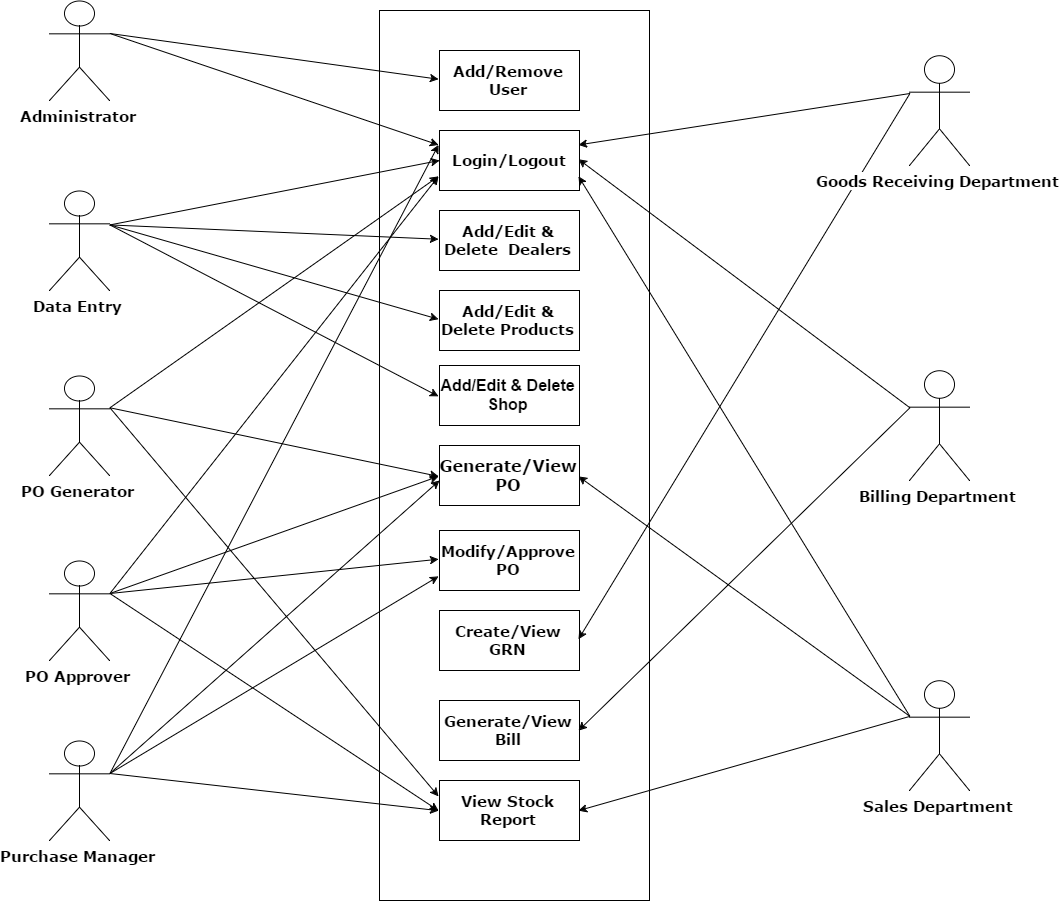 Administrator
Data Entry
PO Generator
PO Approver
Purchase Manager
Add/Remove
User
Login/Logout
Add/Edit &
Delete Dealers
Add/Edit &
Delete Products
Add/Edit & Delete
Shop
Generate/View
PO
Modify/Approve
PO
Create/View
GRN
Generate/View
Bill
View Stock
Report
Goods Receiving Department
Billing Department
Sales Department